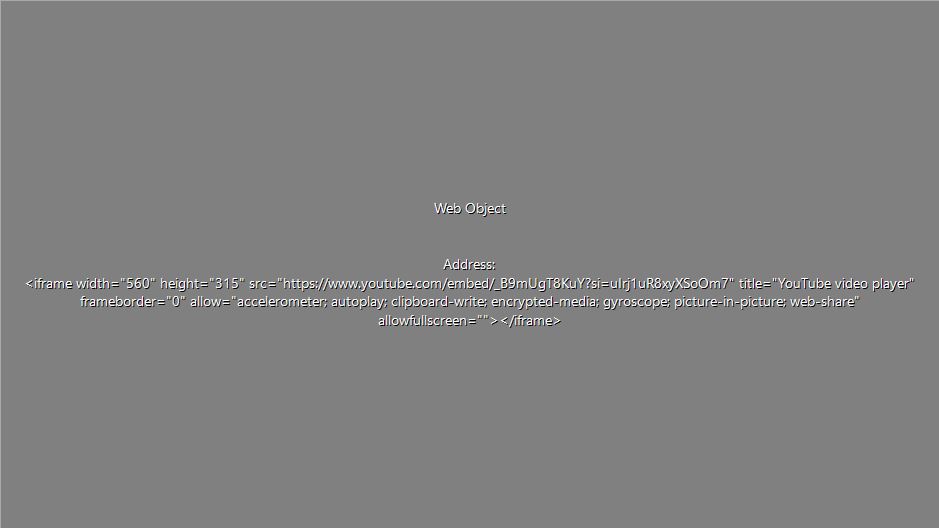 Web Object
Address:
<iframe width="560" height="315" src="https://www.youtube.com/embed/_B9mUgT8KuY?si=uIrj1uR8xyXSoOm7" title="YouTube video player"
frameborder="0" allow="accelerometer; autoplay; clipboard-write; encrypted-media; gyroscope; picture-in-picture; web-share"
allowfullscreen=""></iframe>